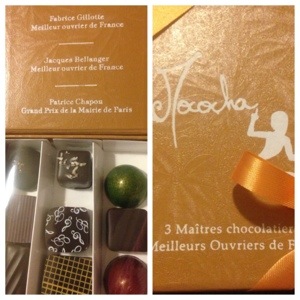 Fabrice Gillotte
Meilleur ouvrier de France
Jacques Bellanger
Meilleur ouvrier de France
Patrice Chapon
Grand Prix de la Mairie de Paris
Mococha
3 Maîtres chocolatier
Meilleurs Ouvriers de F